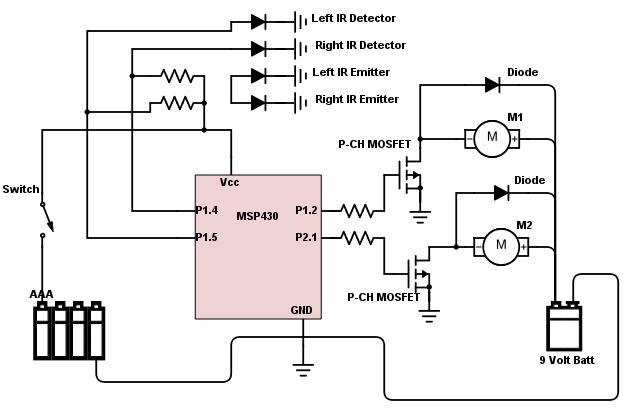 Left IR Detector
Right IR Detector
Left IR Emitter
Right IR Emitter
Diode
M1
M
- +
P-CH MOSFET
Vcc
Switch
Diode
P1.4 MSP430 P1.2
M2
P1.5 P2.1
M
- +
AAA
P-CH MOSFET
GND
9 Volt Batt